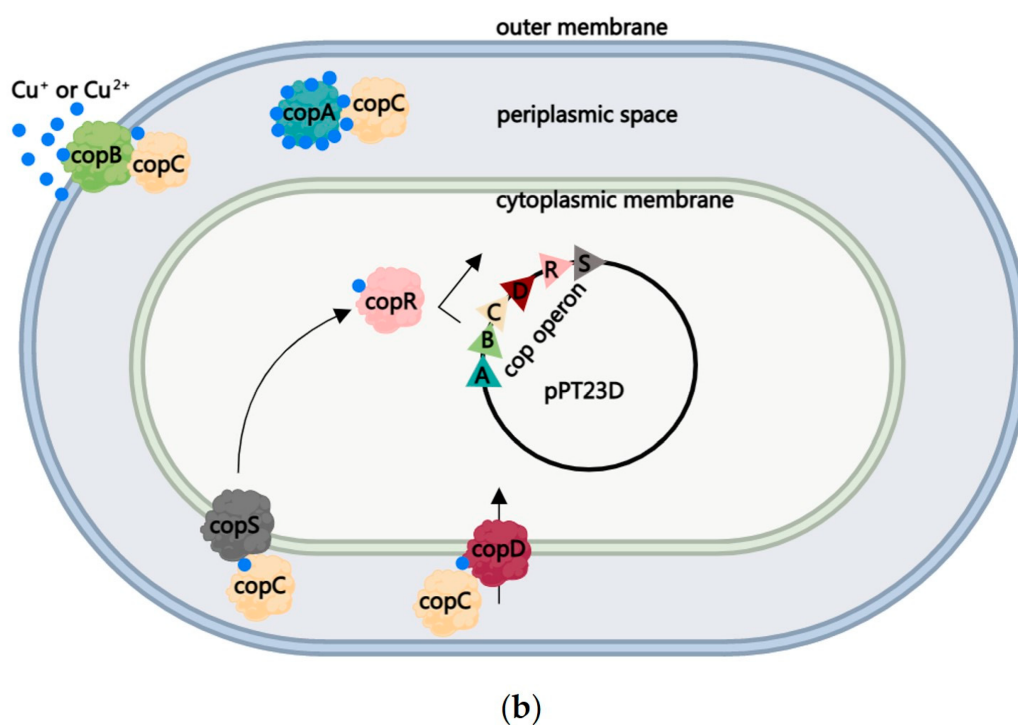 outer membrane
Cu⁺ or Cu²⁺
copA
copC
periplasmic space
copB
copC
cytoplasmic membrane
R
S
D
copR
C
B
cop operon
A
pPT23D
copS
copD
copC
copC
(b)